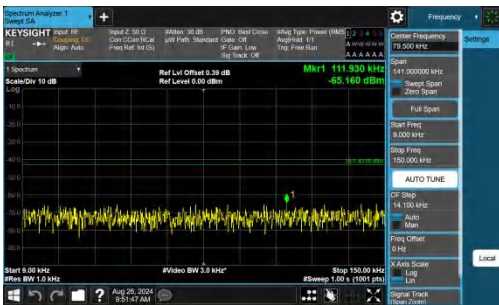 Spectrum Analyzer 1
Swept SA
Frequency
KEYSIGHT Input: RF
RL Coupling: DC
Align: Auto
Input Z: 50 Ω
Corr CCorr RCal
Freq Ref: Int (S)
#Atten: 30 dB
µW Path: Standard
PNO: Best Close
Gate: Off
IF Gain: Low
Sig Track: Off
#Avg Type: Power (RMS)
Avg|Hold: 1/1
Trig: Free Run
A W W W W W
A A A A A A
1 Spectrum
Scale/Div 10 dB
Log
Ref Lvl Offset 0.39 dB
Ref Level 0.00 dBm
Mkr1 111.930 kHz
-65.160 dBm
1
Start 9.00 kHz
#Res BW 1.0 kHz
#Video BW 3.0 kHz*
Stop 150.00 kHz
#Sweep 1.00 s (1001 pts)
Center Frequency
79.500 kHz
Settings
Span
141.000000 kHz
Swept Span
Zero Span
Full Span
Start Freq
9.000 kHz
Stop Freq
150.000 kHz
AUTO TUNE
CF Step
14.100 kHz
Auto
Man
Freq Offset
0 Hz
X Axis Scale
Log
Lin
Local
Signal Track
(Span Zoom)
Aug 26, 2024
9:51:47 AM